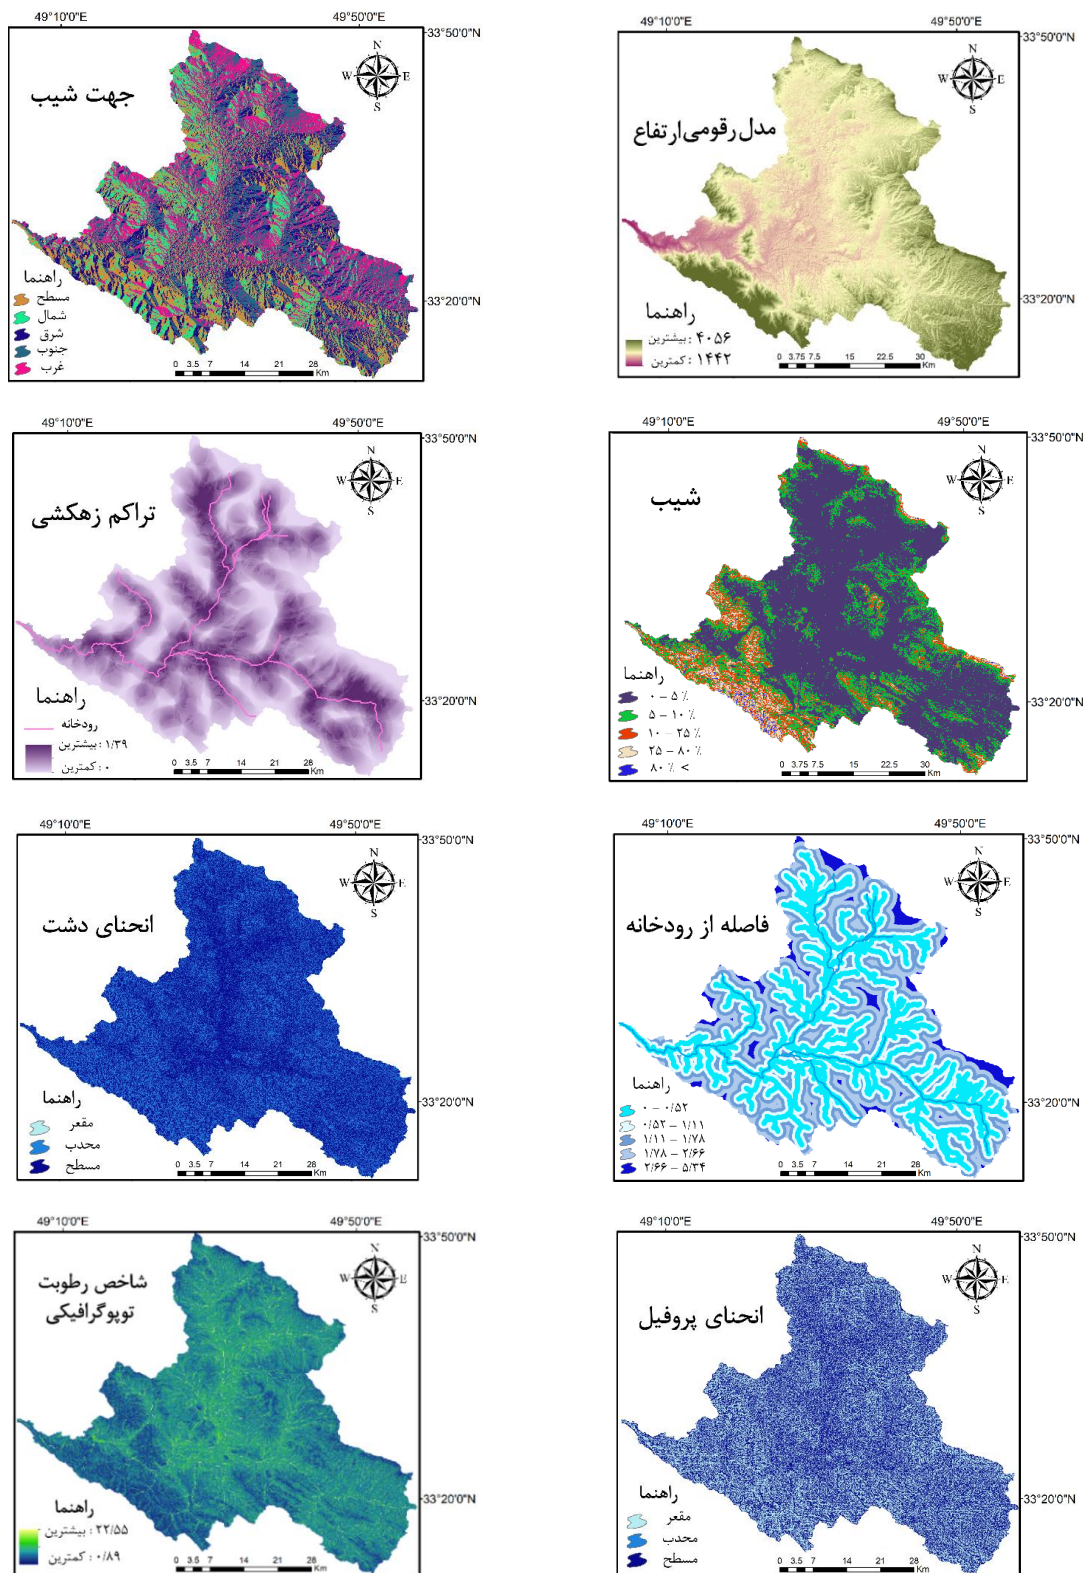 49°10'0"E
49°50'0"E
33°50'0"N
N
W
E
S
جهت شیب
راهنما
مسطح
شمال
شرق
جنوب
غرب
33°20'0"N
0 3.5 7 14 21 28
Km
49°10'0"E
49°50'0"E
33°50'0"N
N
W
E
S
مدل رقومی ارتفاع
راهنما
بیشترین : ۴۰۵۶
کمترین : ۱۴۴۲
33°20'0"N
0 3.75 7.5 15 22.5 30
Km
49°10'0"E
49°50'0"E
33°50'0"N
N
W
E
S
تراکم زهکشی
راهنما
رودخانه
بیشترین : ۱/۳۹
کمترین : ۰
33°20'0"N
0 3.5 7 14 21 28
Km
49°10'0"E
49°50'0"E
33°50'0"N
N
W
E
S
شیب
راهنما
۰ – ۵ %
۵ – ۱۰ %
۱۰ – ۲۵ %
۲۵ – ۸۰ %
۸۰ % <
33°20'0"N
0 3.75 7.5 15 22.5 30
Km
49°10'0"E
49°50'0"E
33°50'0"N
N
W
E
S
انحنای دشت
راهنما
مقعر
محدب
مسطح
33°20'0"N
0 3.5 7 14 21 28
Km
49°10'0"E
49°50'0"E
33°50'0"N
N
W
E
S
فاصله از رودخانه
راهنما
۰ – ۰/۵۲
۰/۵۲ – ۱/۱۱
۱/۱۱ – ۱/۷۸
۱/۷۸ – ۲/۶۶
۲/۶۶ – ۵/۳۴
33°20'0"N
0 3.5 7 14 21 28
Km
49°10'0"E
49°50'0"E
33°50'0"N
N
W
E
S
شاخص رطوبت
توپوگرافیکی
راهنما
بیشترین : ۲۲/۵۵
کمترین : ۰/۸۹
33°20'0"N
0 3.5 7 14 21 28
Km
49°10'0"E
49°50'0"E
33°50'0"N
N
W
E
S
انحنای پروفیل
راهنما
مقعر
محدب
مسطح
33°20'0"N
0 3.5 7 14 21 28
Km